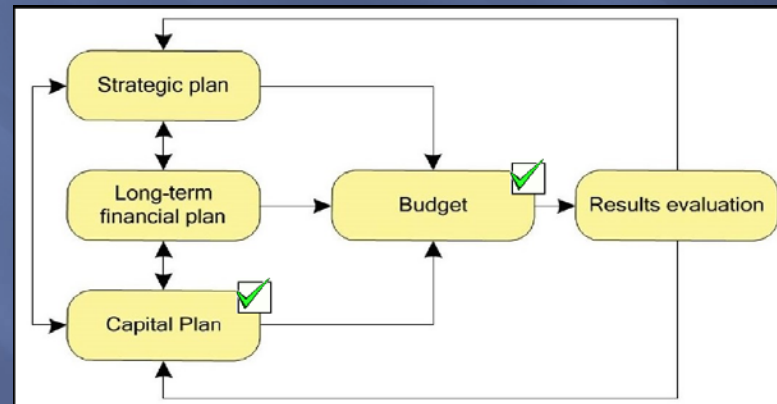 Strategic plan
Long-term
financial plan
Budget
Results evaluation
Capital Plan